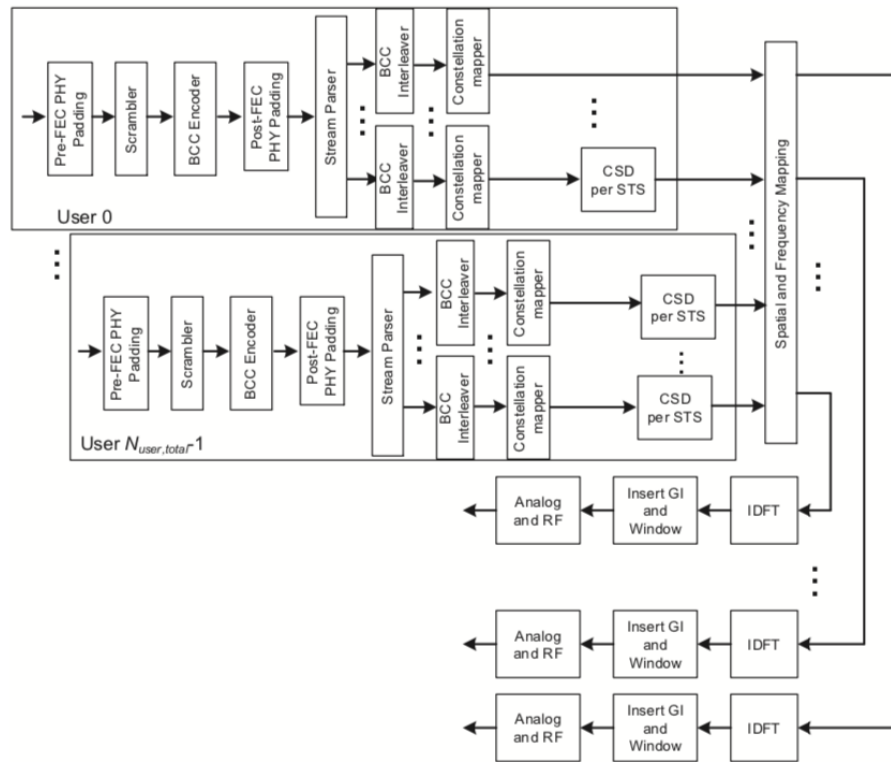 Pre-FEC PHY
Padding
Scrambler
BCC Encoder
Post-FEC
PHY Padding
Stream Parser
BCC
Interleaver
Constellation
mapper
BCC
Interleaver
Constellation
mapper
CSD
per STS
User 0
Spatial and Frequency Mapping
Pre-FEC PHY
Padding
Scrambler
BCC Encoder
Post-FEC
PHY Padding
Stream Parser
BCC
Interleaver
Constellation
mapper
CSD
per STS
BCC
Interleaver
Constellation
mapper
CSD
per STS
User Nuser,total-1
Analog
and RF
Insert GI
and
Window
IDFT
Analog
and RF
Insert GI
and
Window
IDFT
Analog
and RF
Insert GI
and
Window
IDFT